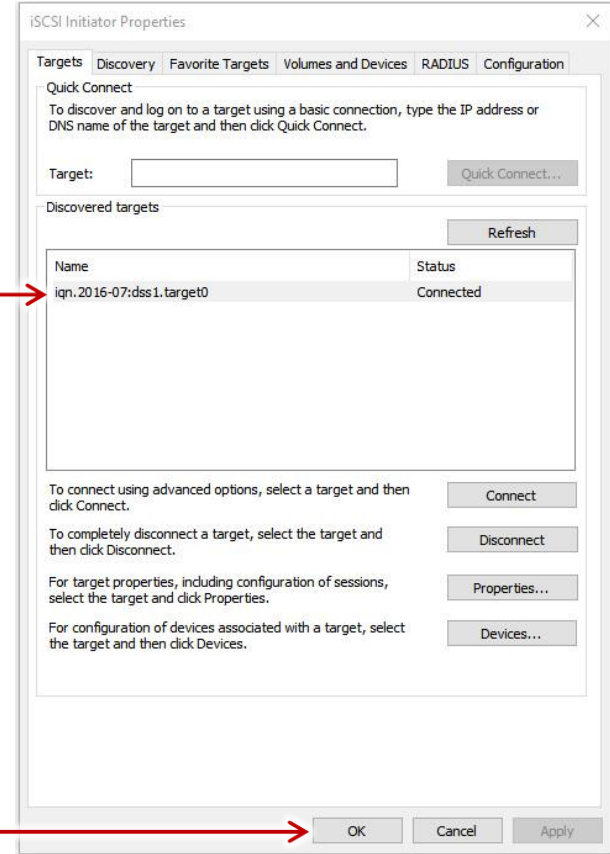 iSCSI Initiator Properties
Targets Discovery Favorite Targets Volumes and Devices RADIUS Configuration
Quick Connect
To discover and log on to a target using a basic connection, type the IP address or
DNS name of the target and then click Quick Connect.
Target:
Quick Connect...
Discovered targets
Refresh
Name Status
iqn.2016-07:dss1.target0 Connected
To connect using advanced options, select a target and then
click Connect.
Connect
To completely disconnect a target, select the target and
then click Disconnect.
Disconnect
For target properties, including configuration of sessions,
select the target and click Properties.
Properties...
For configuration of devices associated with a target, select
the target and then click Devices.
Devices...
OK Cancel Apply